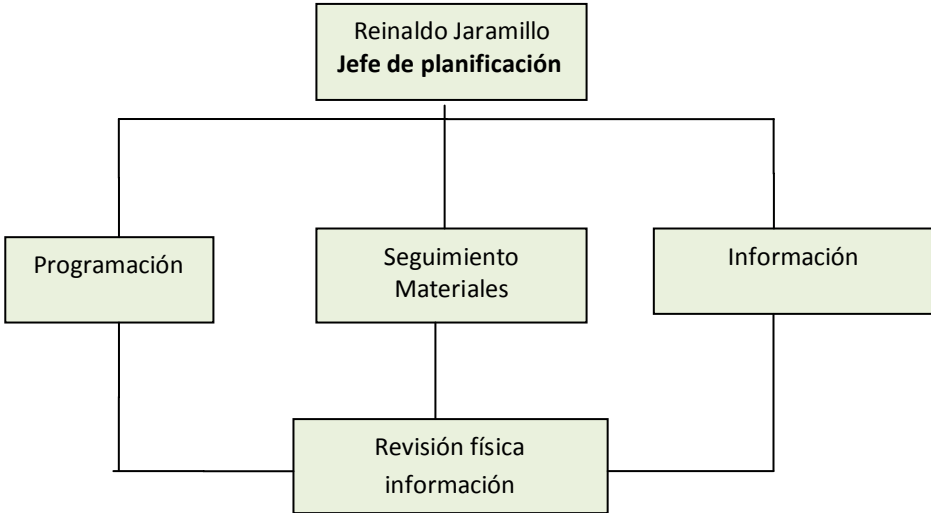 Reinaldo Jaramillo
Jefe de planificación
Programación
Seguimiento
Materiales
Información
Revisión física
información